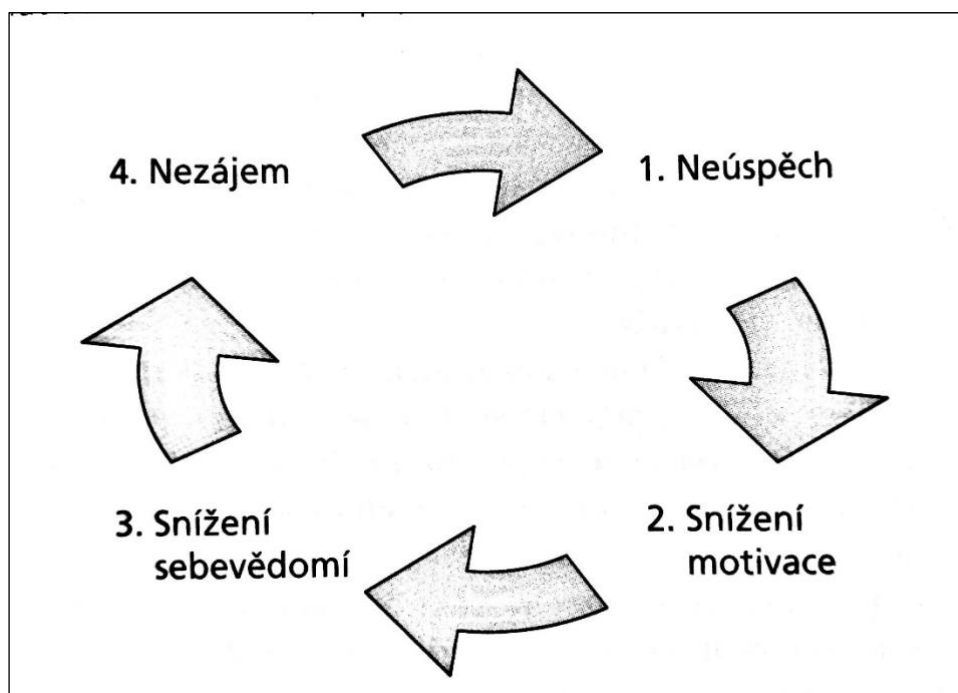 4. Nezájem
1. Neúspěch
3. Snížení
sebevědomí
2. Snížení
motivace